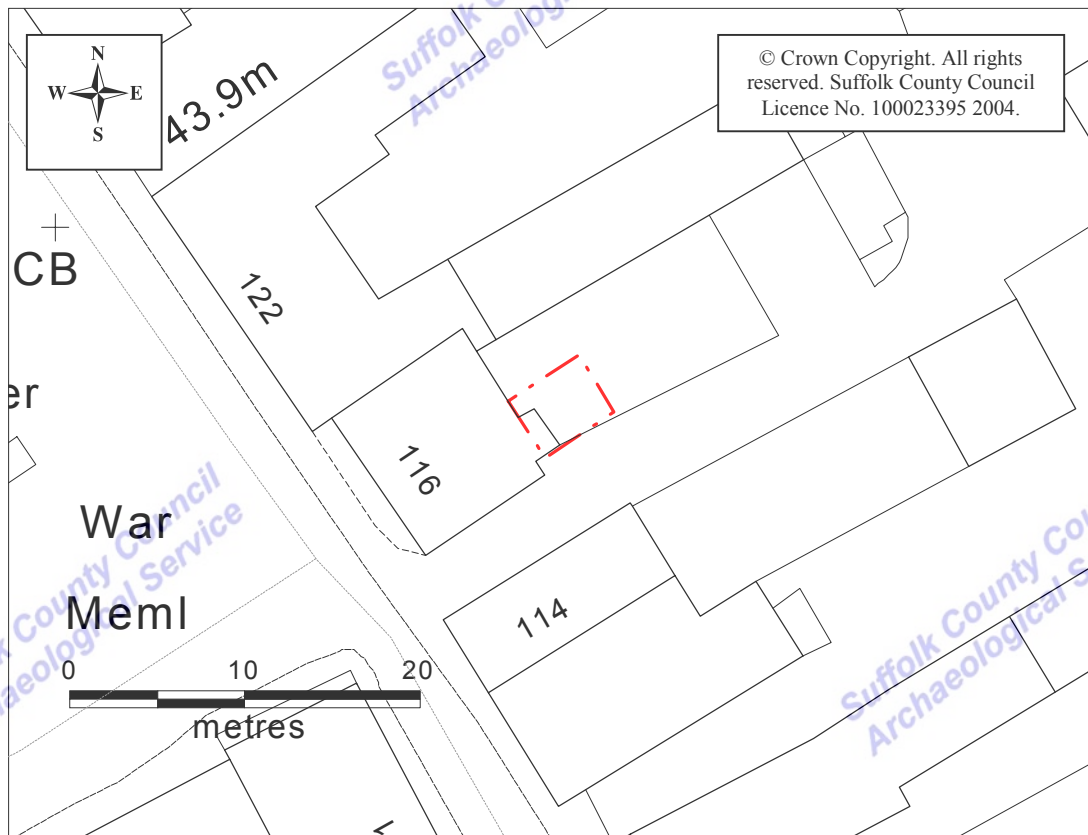 Suffolk County Council
Archaeological Service
N
W E
S
43.9m
© Crown Copyright. All rights
reserved. Suffolk County Council
Licence No. 100023395 2004.
CB
122
er
116
War
Meml
114
0 10 20
metres
Suffolk County Council
Archaeological Service
Suffolk County Cou
Archaeological S